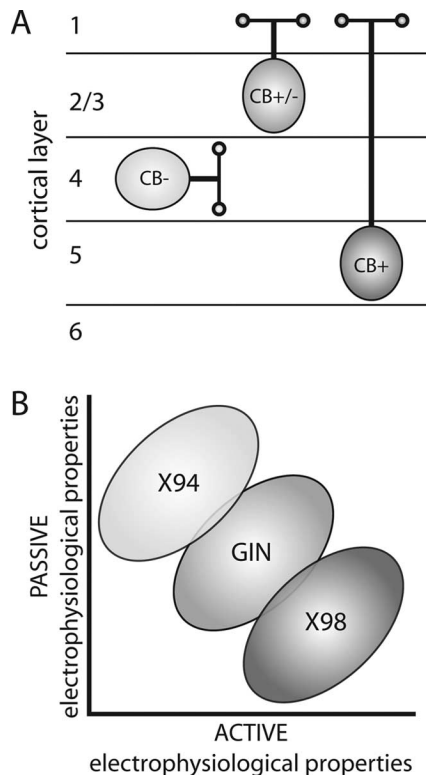 A
cortical layer
1
2/3
4
5
6
CB+/-
CB-
CB+
B
PASSIVE
electrophysiological properties
X94
GIN
X98
ACTIVE
electrophysiological properties